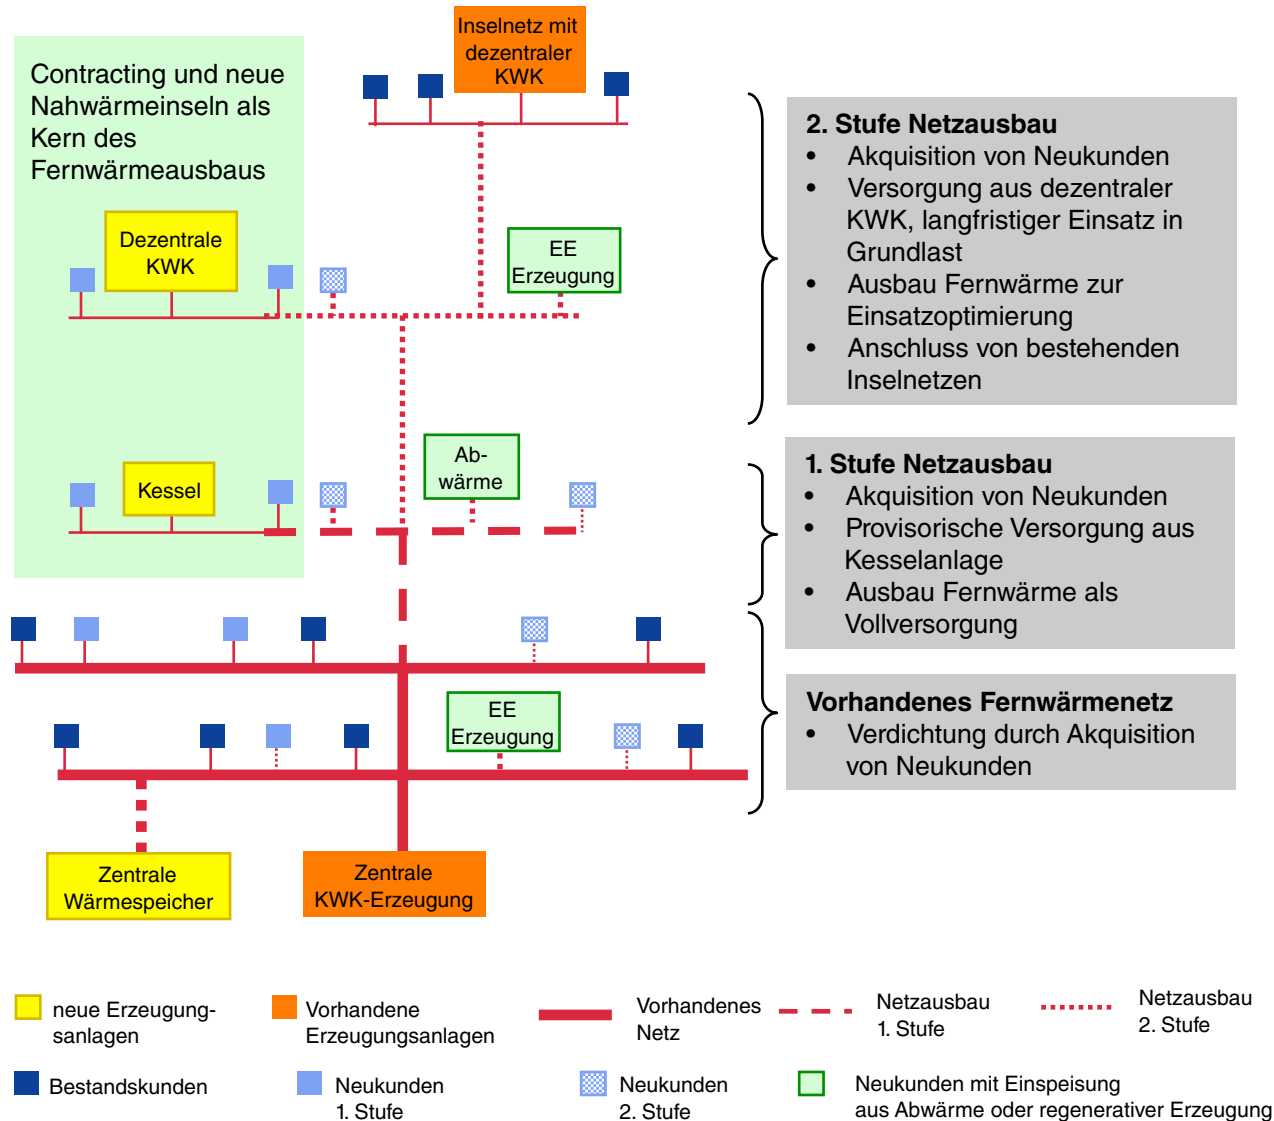 Inselnetz mit
dezentraler
KWK
Contracting und neue
Nahwärmeinseln als
Kern des
Fernwärmeausbaus
Dezentrale
KWK
EE
Erzeugung
2. Stufe Netzausbau
• Akquisition von Neukunden
• Versorgung aus dezentraler
KWK, langfristiger Einsatz in
Grundlast
• Ausbau Fernwärme zur
Einsatzoptimierung
• Anschluss von bestehenden
Inselnetzen
Kessel
Ab-
wärme
1. Stufe Netzausbau
• Akquisition von Neukunden
• Provisorische Versorgung aus
Kesselanlage
• Ausbau Fernwärme als
Vollversorgung
EE
Erzeugung
Vorhandenes Fernwärmenetz
• Verdichtung durch Akquisition
von Neukunden
Zentrale
Wärmespeicher
Zentrale
KWK-Erzeugung
neue Erzeugung-
sanlagen
Vorhandene
Erzeugungsanlagen
Vorhandenes
Netz
Netzausbau
1. Stufe
Netzausbau
2. Stufe
Bestandskunden
Neukunden
1. Stufe
Neukunden
2. Stufe
Neukunden mit Einspeisung
aus Abwärme oder regenerativer Erzeugung